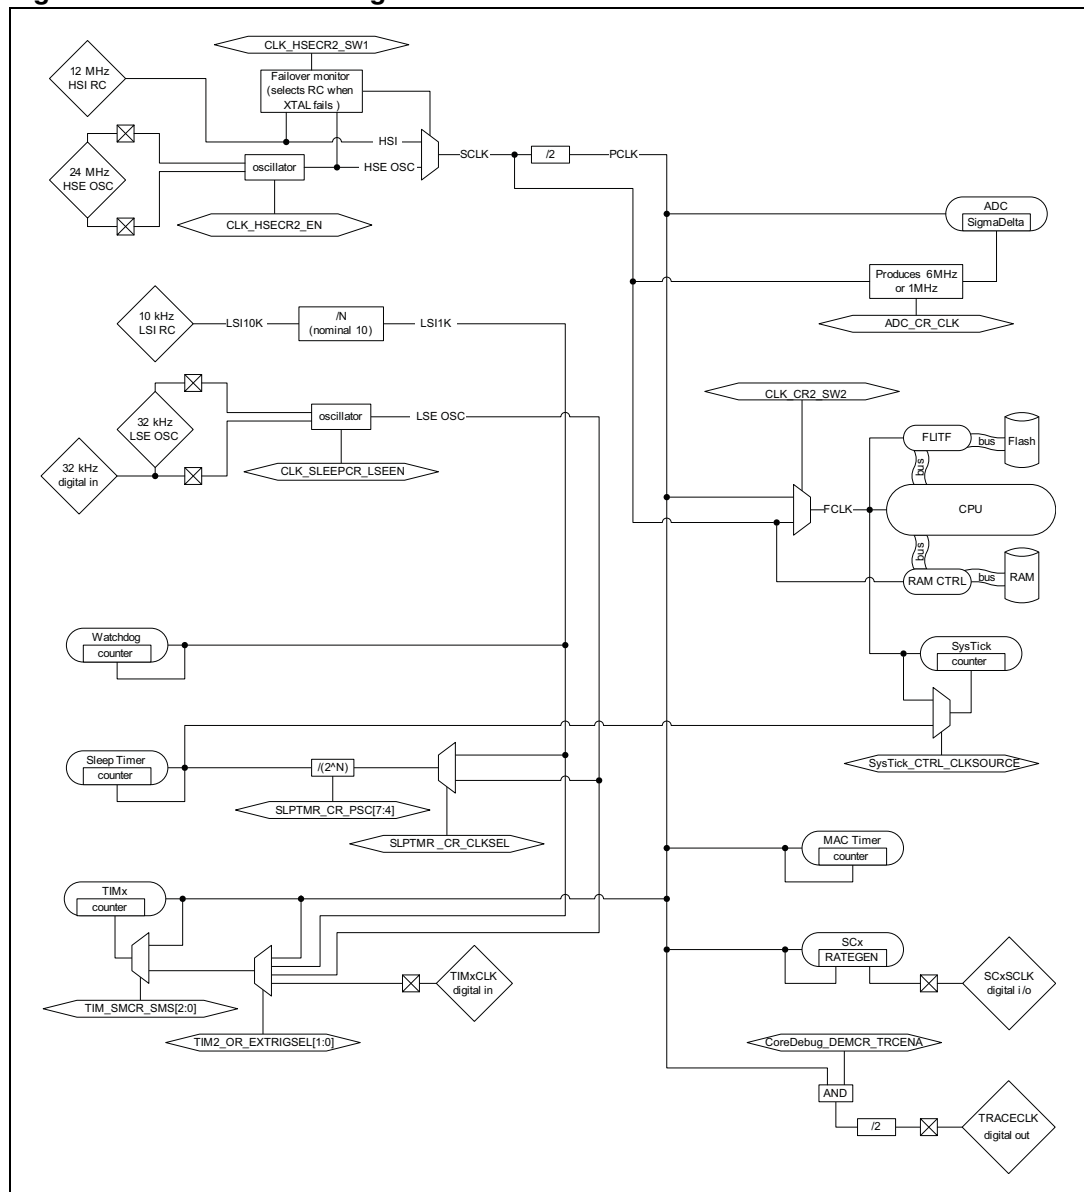 CLK_HSECR2_SW1
12 MHz
HSI RC
Failover monitor
(selects RC when
XTAL fails )
HSI
SCLK
/2
PCLK
24 MHz
HSE OSC
oscillator
HSE OSC
CLK_HSECR2_EN
ADC
SigmaDelta
Produces 6MHz
or 1MHz
ADC_CR_CLK
10 kHz
LSI RC
LSI10K
/N
(nominal 10)
LSI1K
32 kHz
LSE OSC
oscillator
LSE OSC
32 kHz
digital in
CLK_SLEEPCR_LSEEN
CLK_CR2_SW2
FLITF
bus
Flash
bus
FCLK
CPU
bus
RAM CTRL
bus
RAM
Watchdog
counter
SysTick
counter
SysTick_CTRL_CLKSOURCE
Sleep Timer
counter
/(2^N)
SLPTMR_CR_PSC[7:4]
SLPTMR _CR_CLKSEL
MAC Timer
counter
TIMx
counter
TIMxCLK
digital in
TIM_SMCR_SMS[2:0]
TIM2_OR_EXTRIGSEL[1:0]
SCx
RATEGEN
SCxSCLK
digital i/o
CoreDebug_DEMCR_TRCENA
AND
/2
TRACECLK
digital out